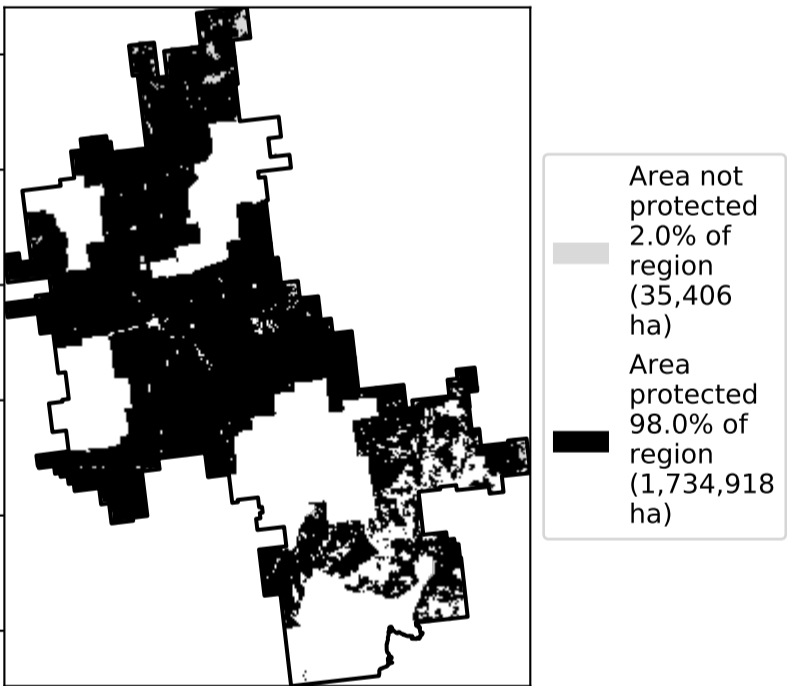 Area not
protected
2.0% of
region
(35,406
ha)
Area
protected
98.0% of
region
(1,734,918
ha)